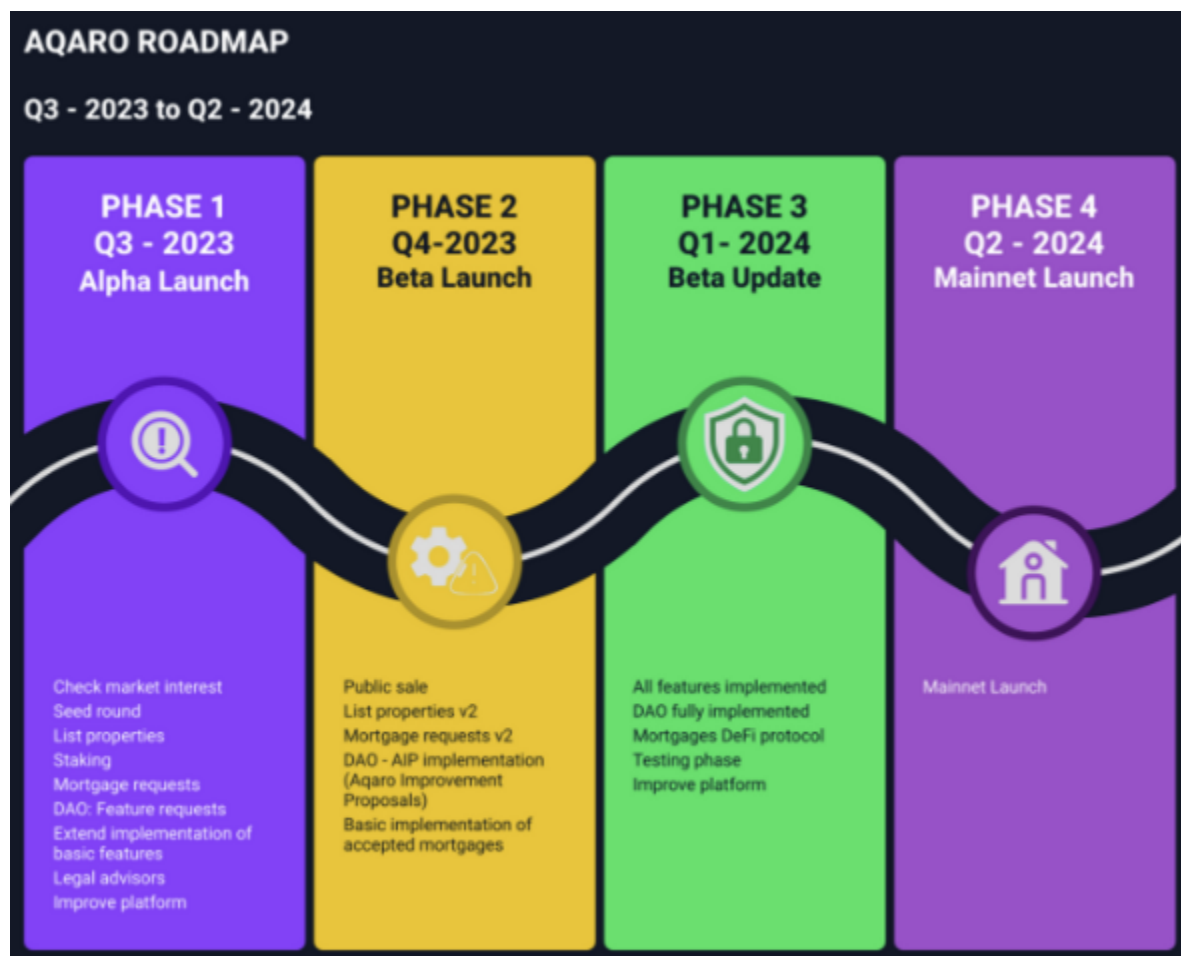 AQARO ROADMAP
Q3 - 2023 to Q2 - 2024
PHASE 1
Q3 - 2023
Alpha Launch
Check market interest
Seed round
List properties
Staking
Mortgage requests
DAO: Feature requests
Extend implementation of
basic features
Legal advisors
Improve platform
PHASE 2
Q4-2023
Beta Launch
Public sale
List properties v2
Mortgage requests v2
DAO - AIP implementation
(Aqaro Improvement
Proposals)
Basic implementation of
accepted mortgages
PHASE 3
Q1- 2024
Beta Update
All features implemented
DAO fully implemented
Mortgages DeFi protocol
Testing phase
Improve platform
PHASE 4
Q2 - 2024
Mainnet Launch
Mainnet Launch